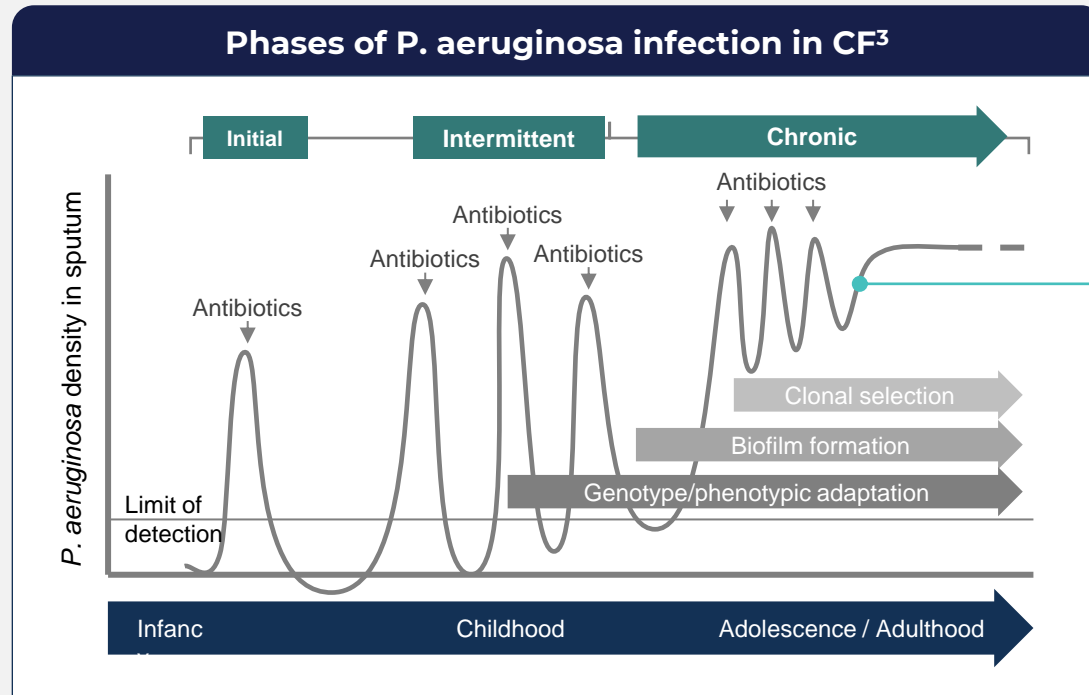 Phases of P. aeruginosa infection in CF³
Initial
Intermittent
Chronic
Antibiotics
Antibiotics
Antibiotics
Antibiotics
Antibiotics
P. aeruginosa density in sputum
Clonal selection
Biofilm formation
Genotype/phenotypic adaptation
Limit of
detection
Infanc
Childhood
Adolescence / Adulthood